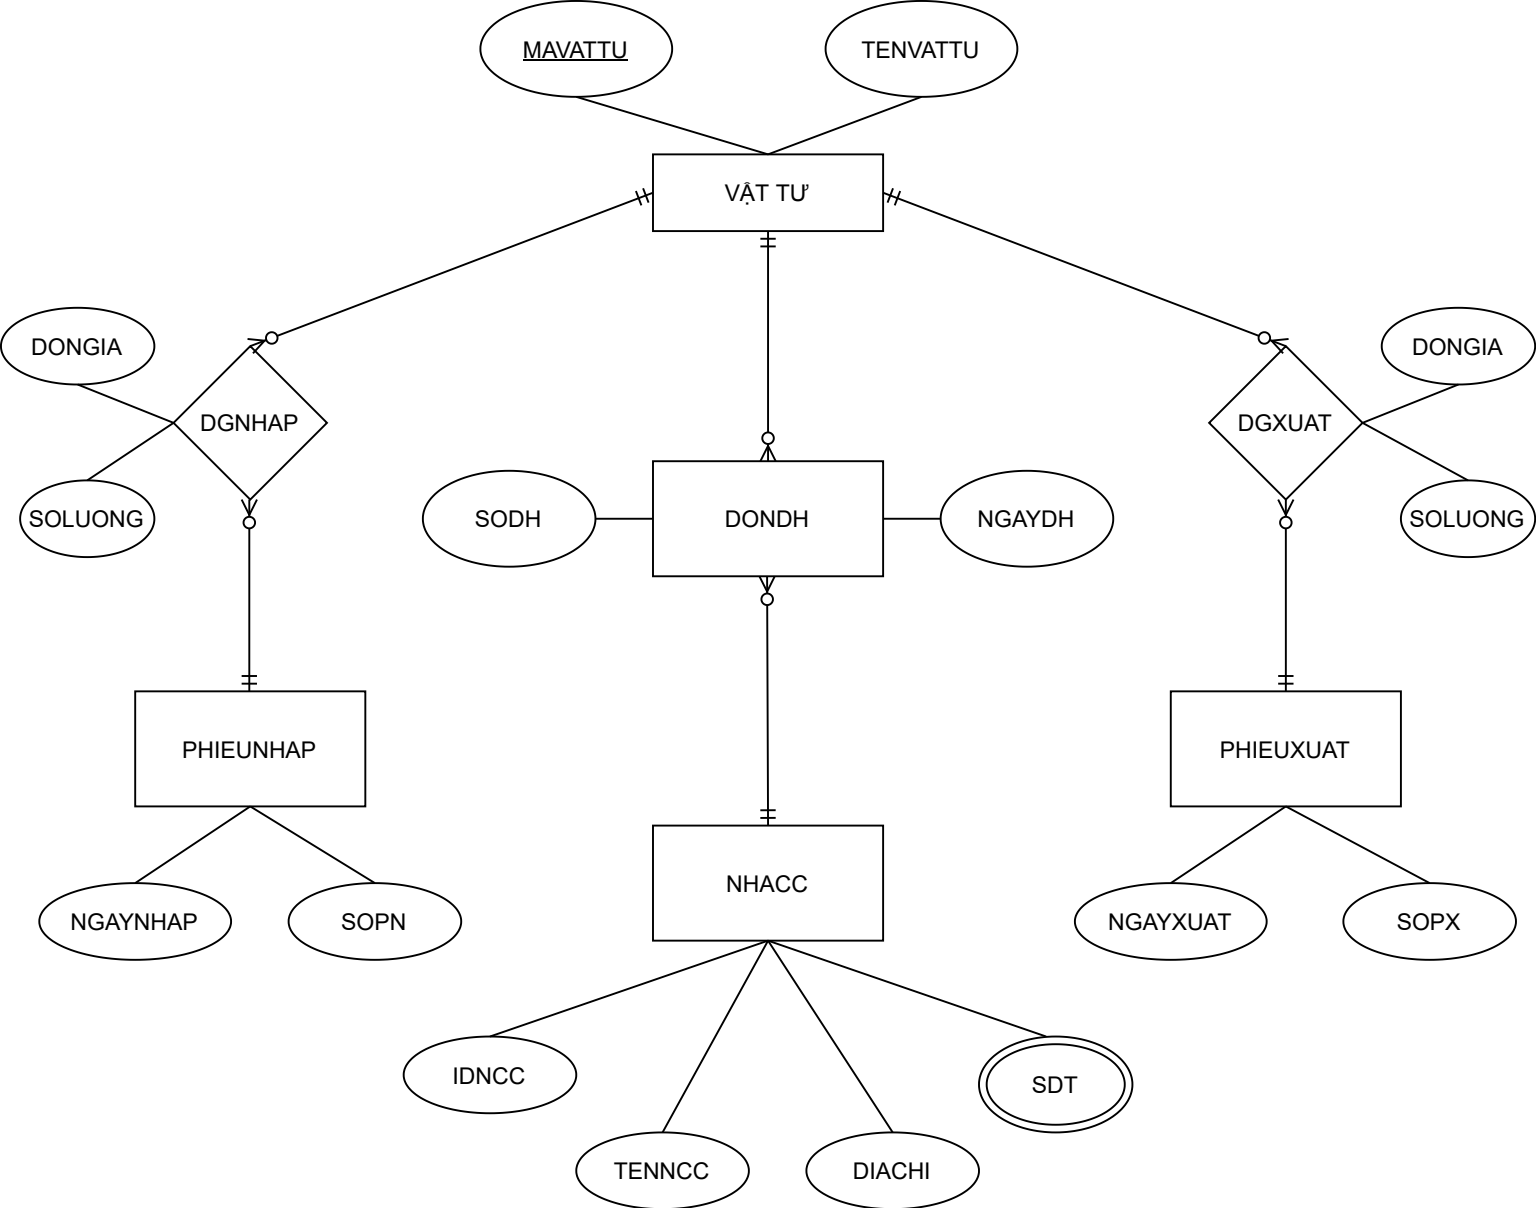 MAVATTU
TENVATTU
VẬT TƯ
DONGIA
DONGIA
DGNHAP
DGXUAT
SOLUONG
SODH
DONDH
NGAYDH
SOLUONG
PHIEUNHAP
PHIEUXUAT
NHACC
NGAYNHAP
SOPN
NGAYXUAT
SOPX
IDNCC
SDT
TENNCC
DIACHI